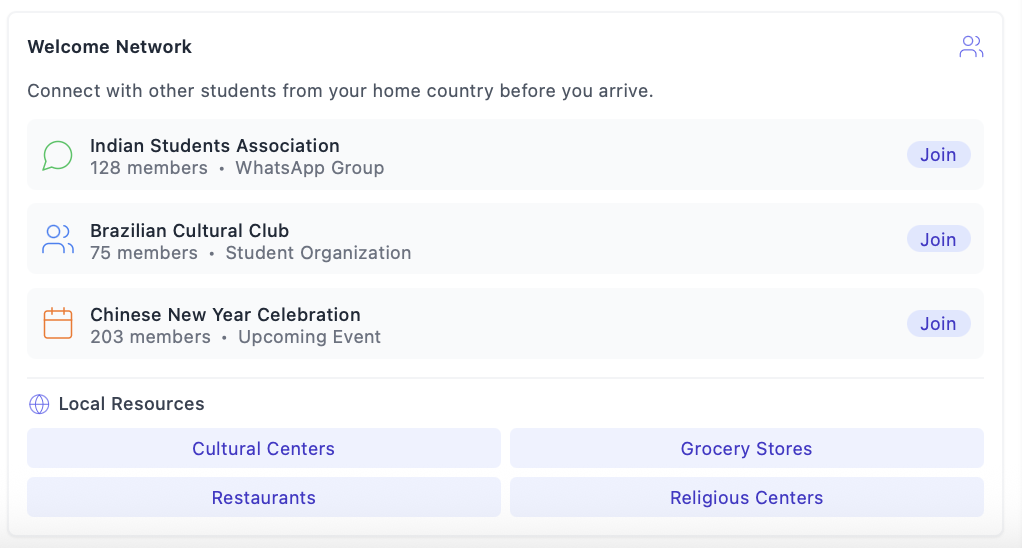 Welcome Network
Connect with other students from your home country before you arrive.
Indian Students Association
128 members • WhatsApp Group
Join
Brazilian Cultural Club
75 members • Student Organization
Join
Chinese New Year Celebration
203 members • Upcoming Event
Join
Local Resources
Cultural Centers
Grocery Stores
Restaurants
Religious Centers